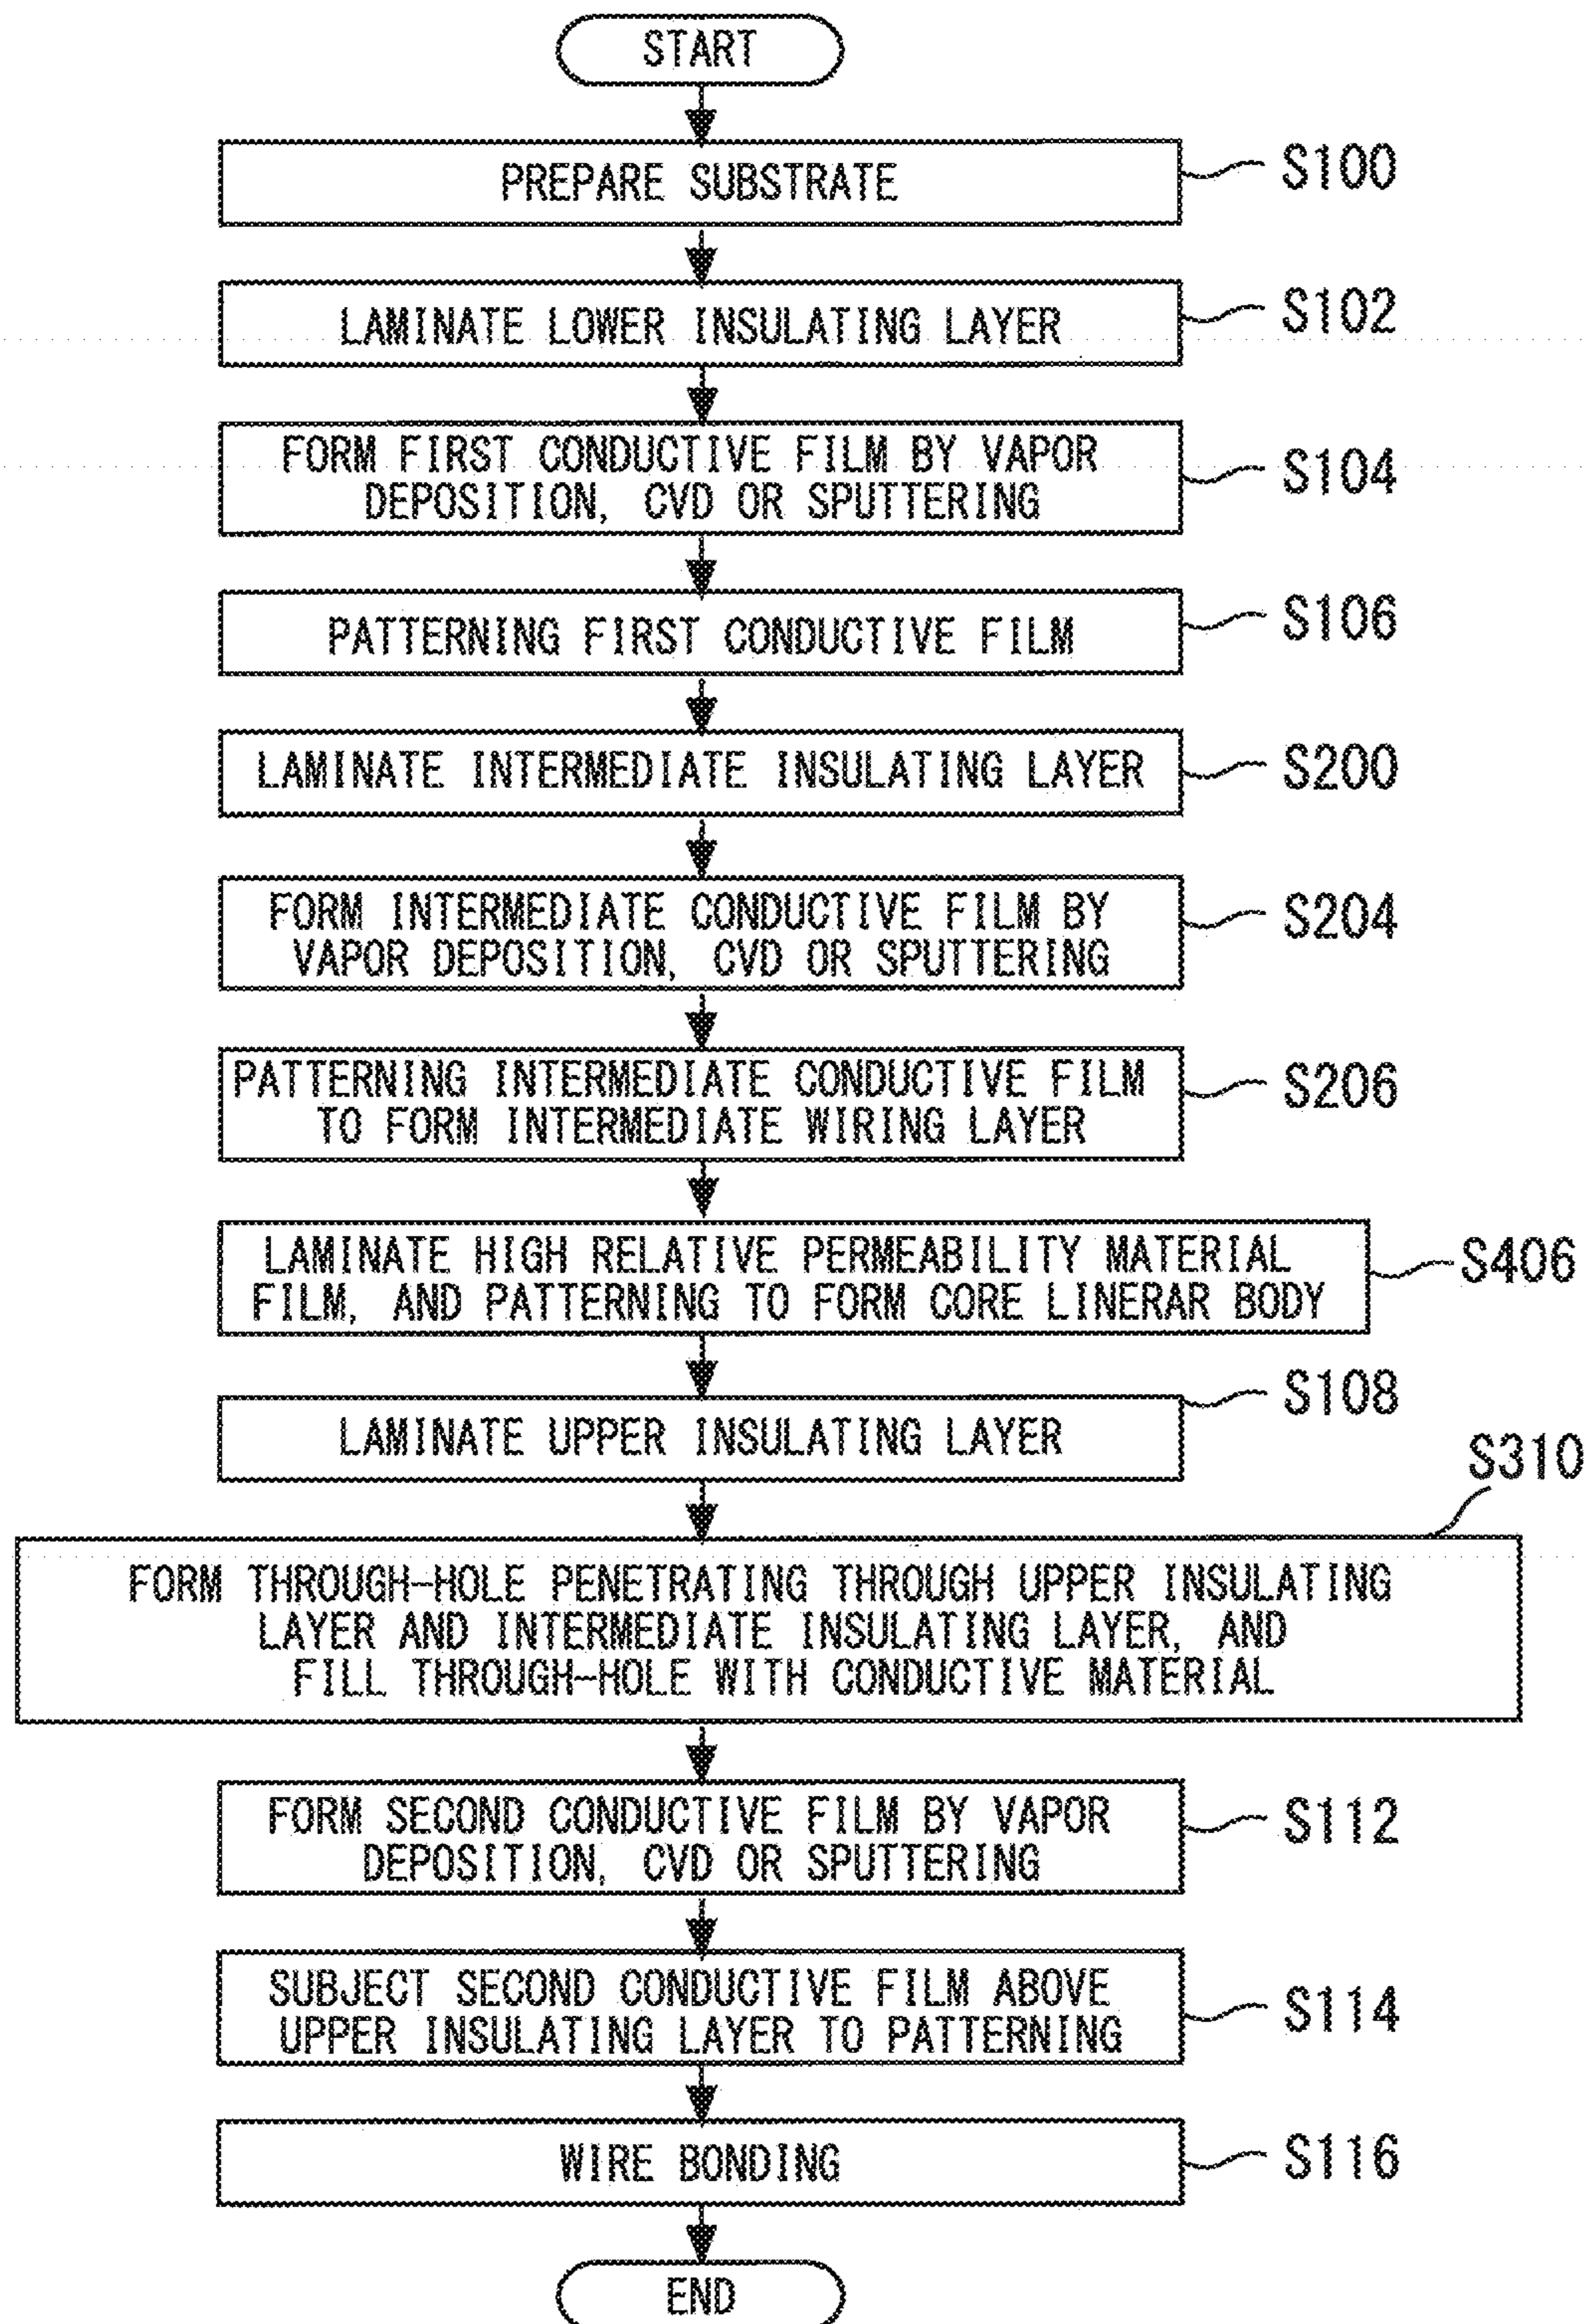 START
PREPARE SUBSTRATE
S100
LAMINATE LOWER INSULATING LAYER
S102
FORM FIRST CONDUCTIVE FILM BY VAPOR
DEPOSITION, CVD OR SPUTTERING
S104
PATTERNING FIRST CONDUCTIVE FILM
S106
LAMINATE INTERMEDIATE INSULATING LAYER
S200
FORM INTERMEDIATE CONDUCTIVE FILM BY
VAPOR DEPOSITION, CVD OR SPUTTERING
S204
PATTERNING INTERMEDIATE CONDUCTIVE FILM
TO FORM INTERMEDIATE WIRING LAYER
S206
LAMINATE HIGH RELATIVE PERMEABILITY MATERIAL
FILM, AND PATTERNING TO FORM CORE LINERAR BODY
S406
LAMINATE UPPER INSULATING LAYER
S108
S310
FORM THROUGH-HOLE PENETRATING THROUGH UPPER INSULATING
LAYER AND INTERMEDIATE INSULATING LAYER, AND
FILL THROUGH-HOLE WITH CONDUCTIVE MATERIAL
FORM SECOND CONDUCTIVE FILM BY VAPOR
DEPOSITION, CVD OR SPUTTERING
S112
SUBJECT SECOND CONDUCTIVE FILM ABOVE
UPPER INSULATING LAYER TO PATTERNING
S114
WIRE BONDING
S116
END